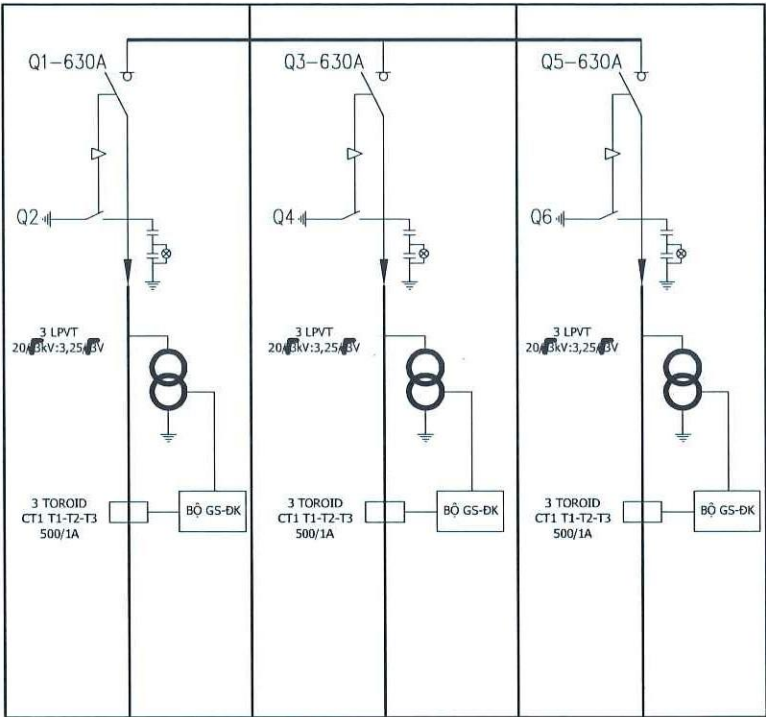 Q1-630A
Q3-630A
Q5-630A
Q2
Q4
Q6
3 LPVT
20/√3kV:3,25/√3V
3 LPVT
20/√3kV:3,25/√3V
3 LPVT
20/√3kV:3,25/√3V
3 TOROID
CT1 T1-T2-T3
500/1A
BỘ GS-ĐK
3 TOROID
CT1 T1-T2-T3
500/1A
BỘ GS-ĐK
3 TOROID
CT1 T1-T2-T3
500/1A
BỘ GS-ĐK